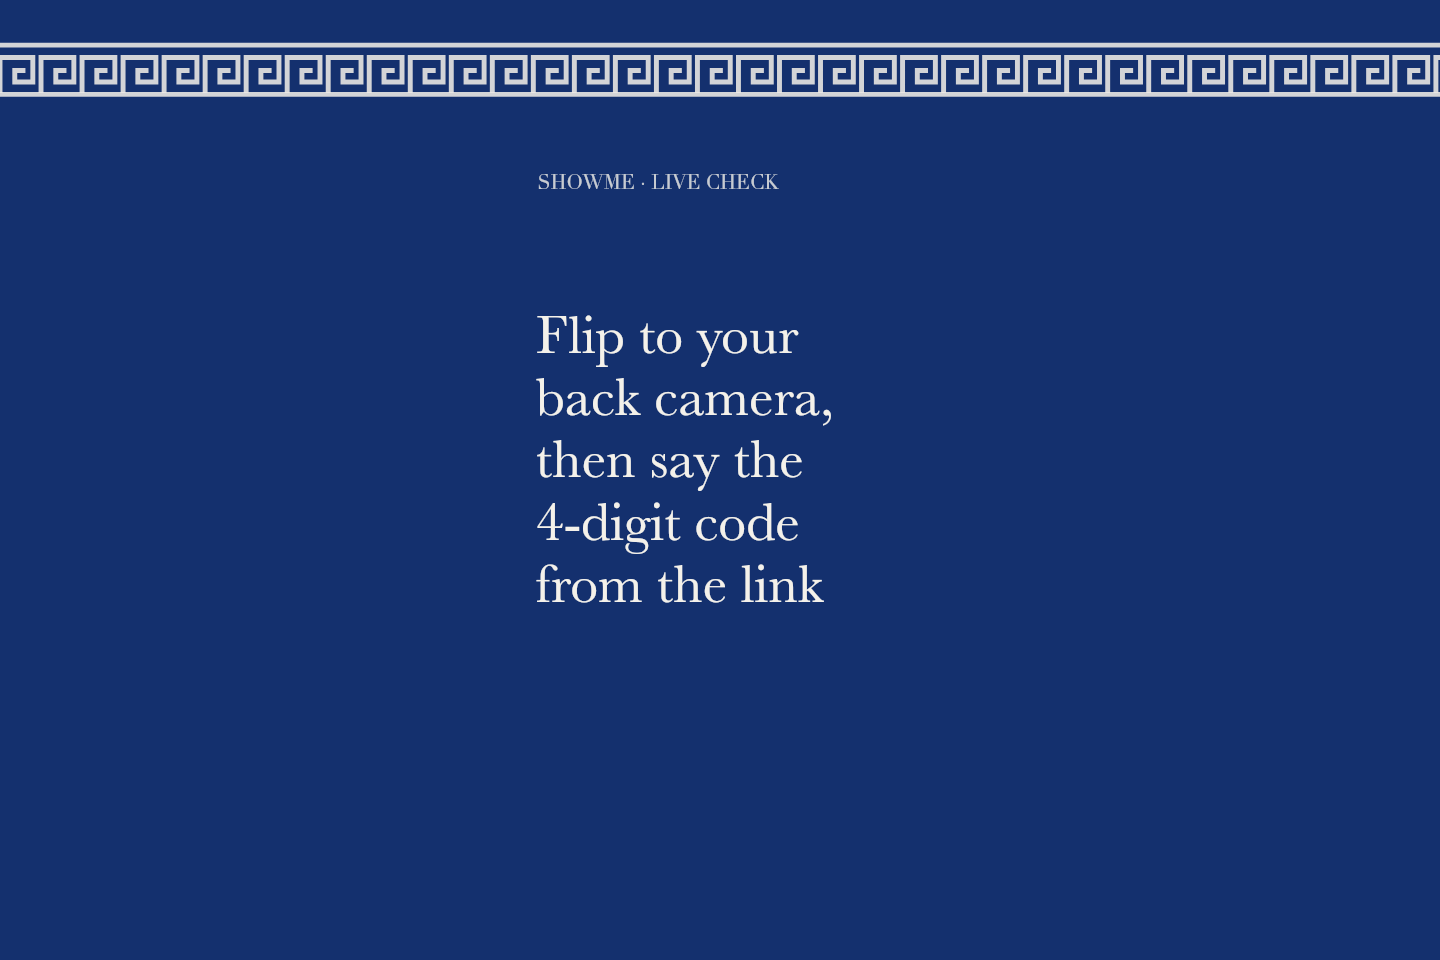 SHOWME · LIVE CHECK
Flip to your
back camera,
then say the
4-digit code
from the link